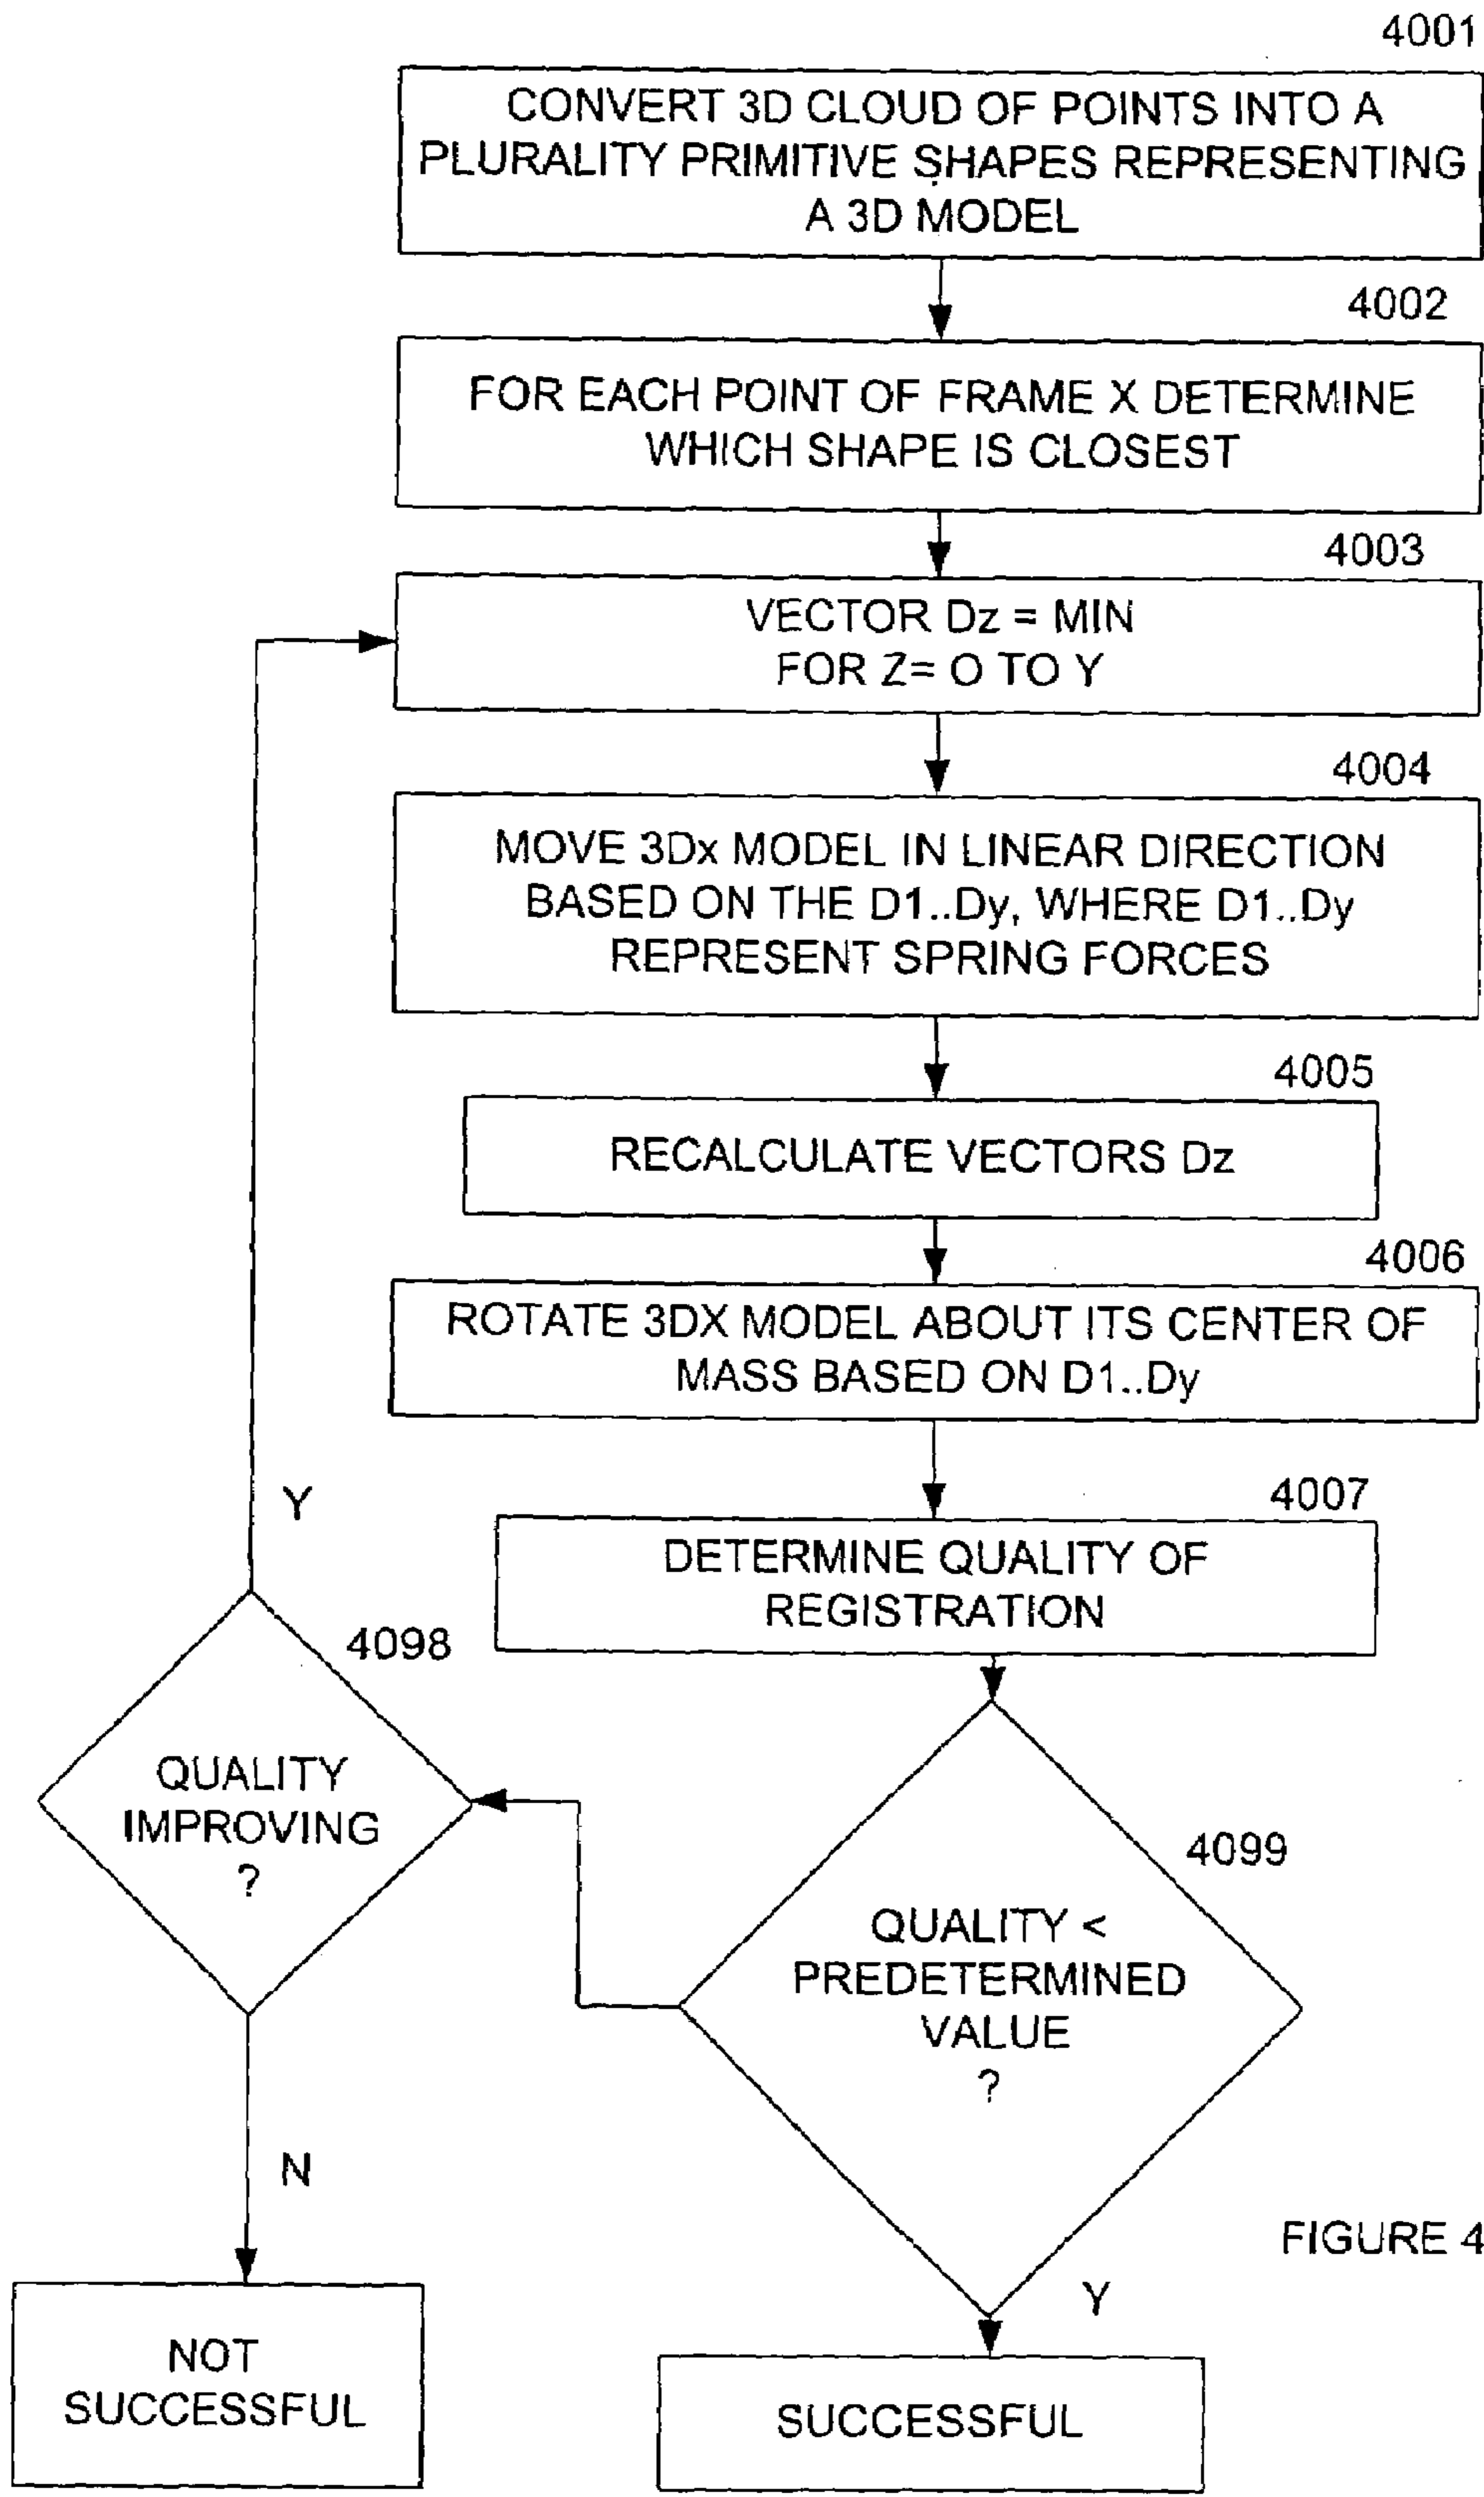 4001
CONVERT 3D CLOUD OF POINTS INTO A
PLURALITY PRIMITIVE SHAPES REPRESENTING
A 3D MODEL
4002
FOR EACH POINT OF FRAME X DETERMINE
WHICH SHAPE IS CLOSEST
4003
VECTOR Dz = MIN
FOR Z= O TO Y
4004
MOVE 3Dx MODEL IN LINEAR DIRECTION
BASED ON THE D1..Dy, WHERE D1..Dy
REPRESENT SPRING FORCES
4005
RECALCULATE VECTORS Dz
4006
ROTATE 3DX MODEL ABOUT ITS CENTER OF
MASS BASED ON D1..Dy
4007
DETERMINE QUALITY OF
REGISTRATION
Y
4098
QUALITY
IMPROVING
?
4099
QUALITY <
PREDETERMINED
VALUE
?
N
FIGURE 4
Y
NOT
SUCCESSFUL
SUCCESSFUL